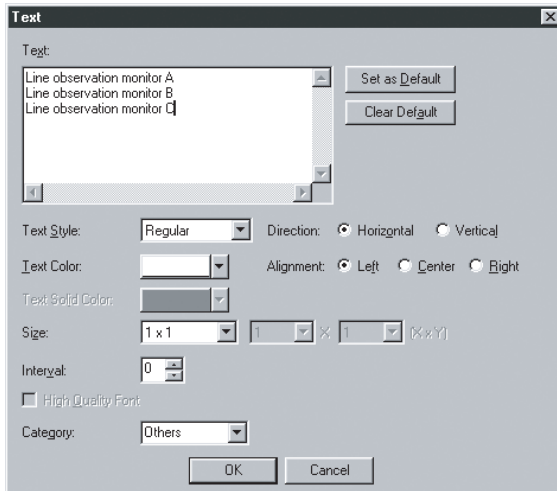 Text
Text:
Line observation monitor A
Line observation monitor B
Line observation monitor C
Set as Default
Clear Default
Text Style: Regular Direction: Horizontal Vertical
Text Color: Alignment: Left Center Right
Text Solid Color:
Size: 1 x 1 1 X 1 (X x Y)
Interval: 0
High Quality Font
Category: Others
OK Cancel